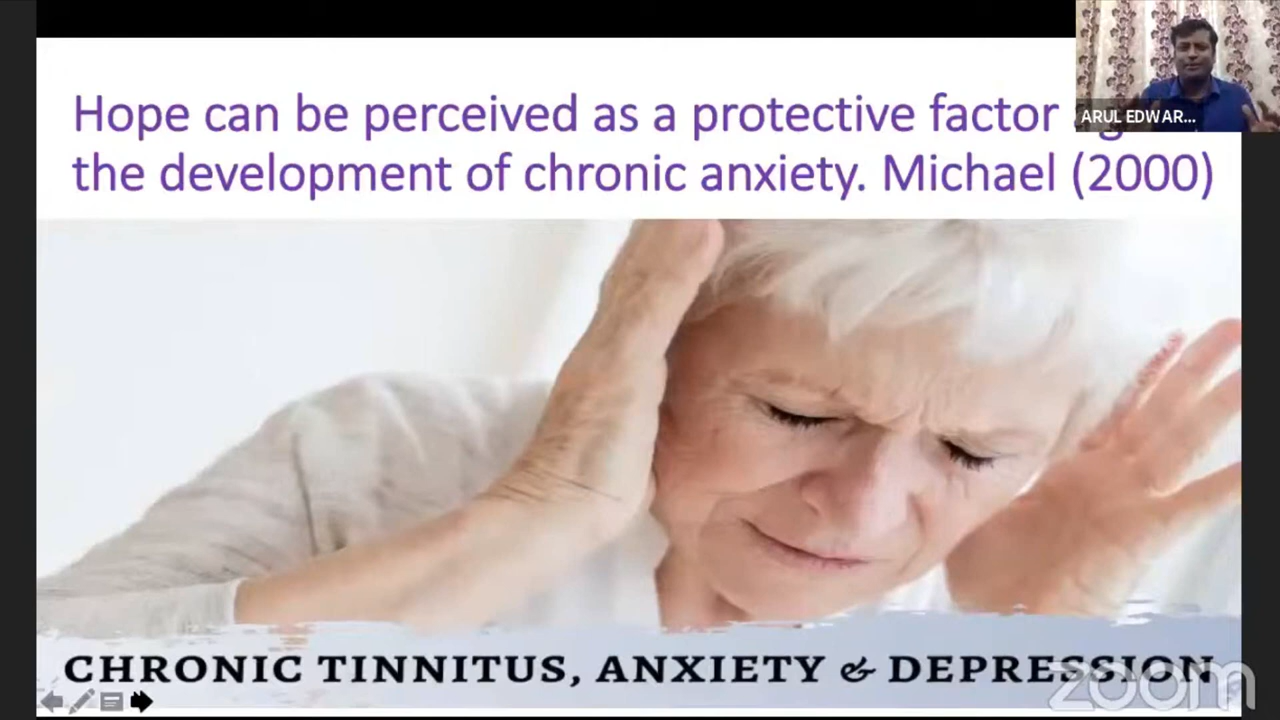 Hope can be perceived as a protective factor
the development of chronic anxiety. Michael (2000)
ARUL EDWAR...
CHRONIC TINNITUS, ANXIETY & DEPRESSION
zoom